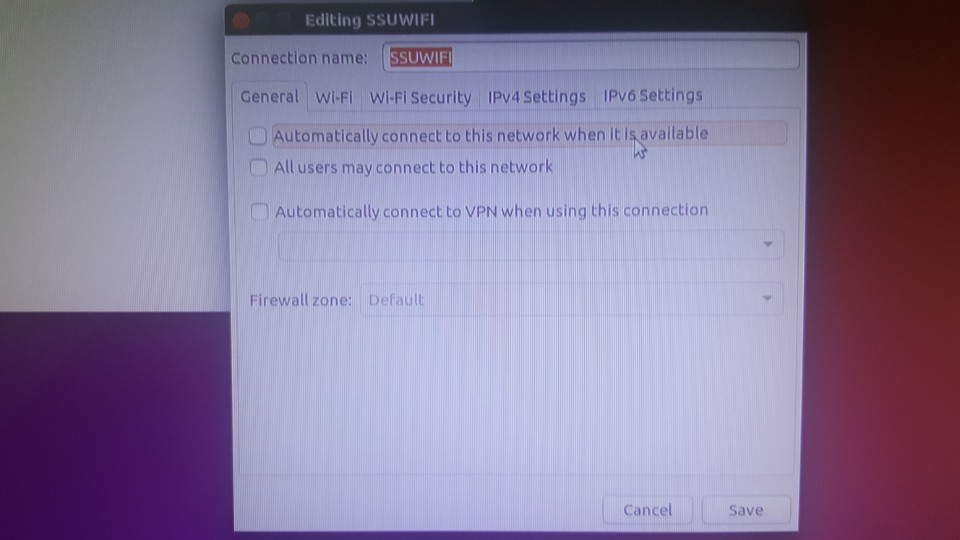 Editing SSUWIFI
Connection name: SSUWIFI
General Wi-Fi Wi-Fi Security IPv4 Settings IPv6 Settings
Automatically connect to this network when it is available
All users may connect to this network
Automatically connect to VPN when using this connection
Firewall zone: Default
Cancel Save